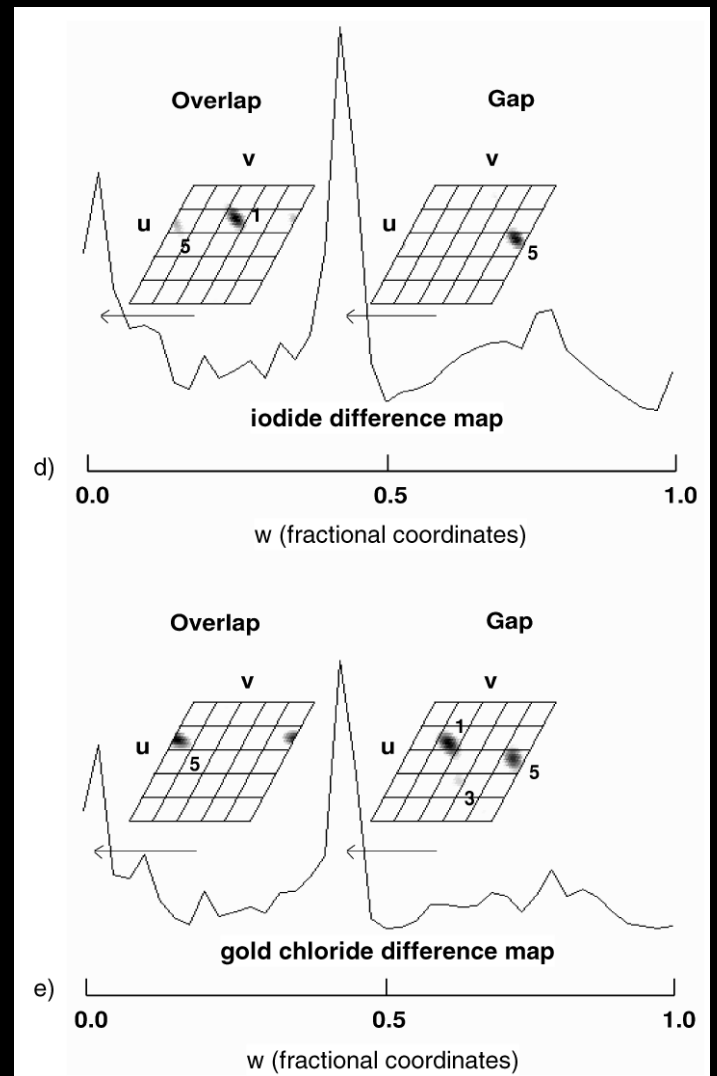 Overlap Gap
v v
u 1 u
5 5
iodide difference map
d)
0.0 0.5 1.0
w (fractional coordinates)
Overlap Gap
v v
u 5 u 1 5
3
gold chloride difference map
e)
0.0 0.5 1.0
w (fractional coordinates)